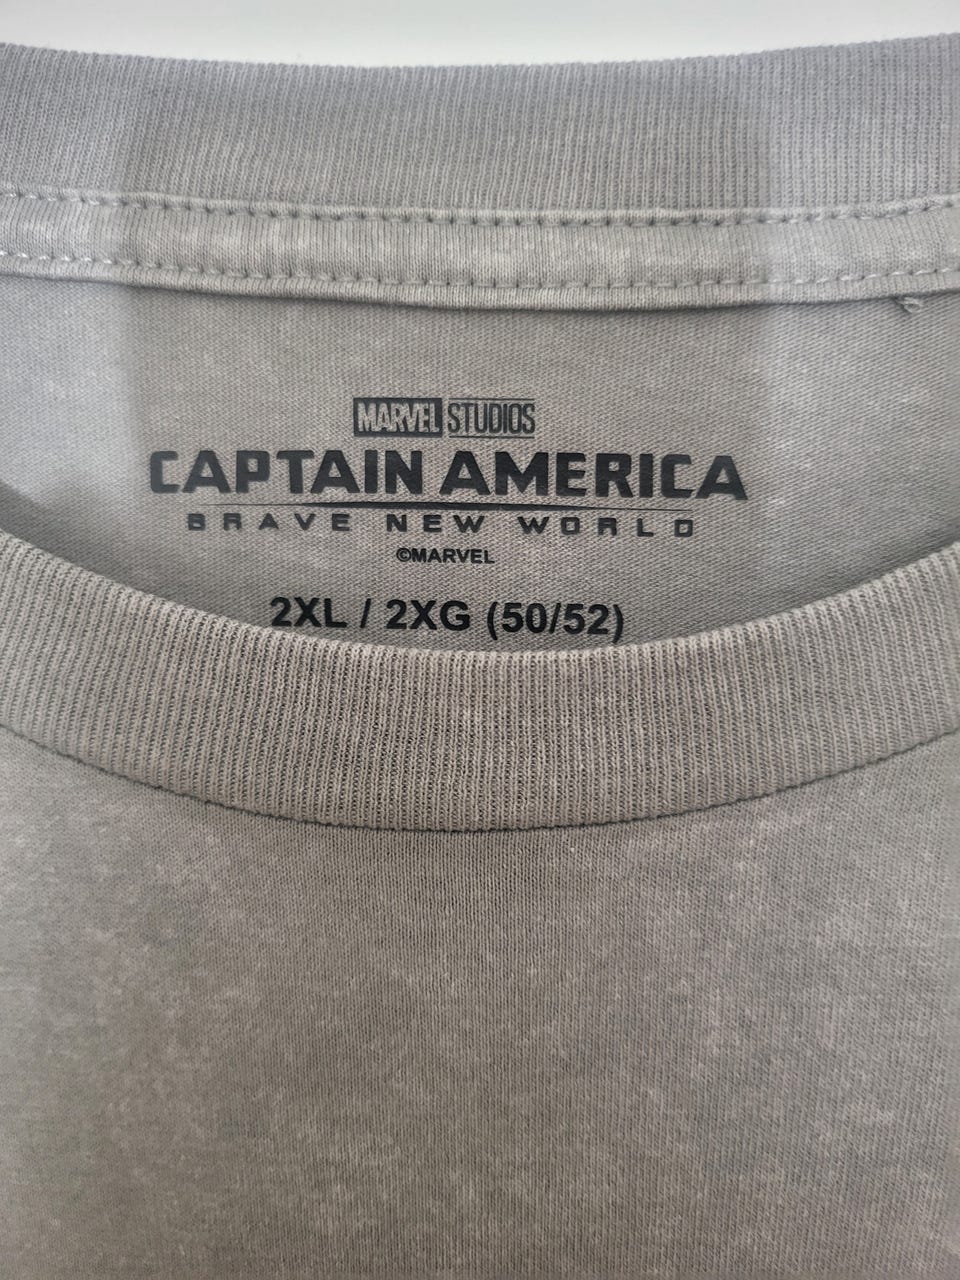 MARVEL STUDIOS
CAPTAIN AMERICA
BRAVE NEW WORLD
©MARVEL
2XL / 2XG (50/52)